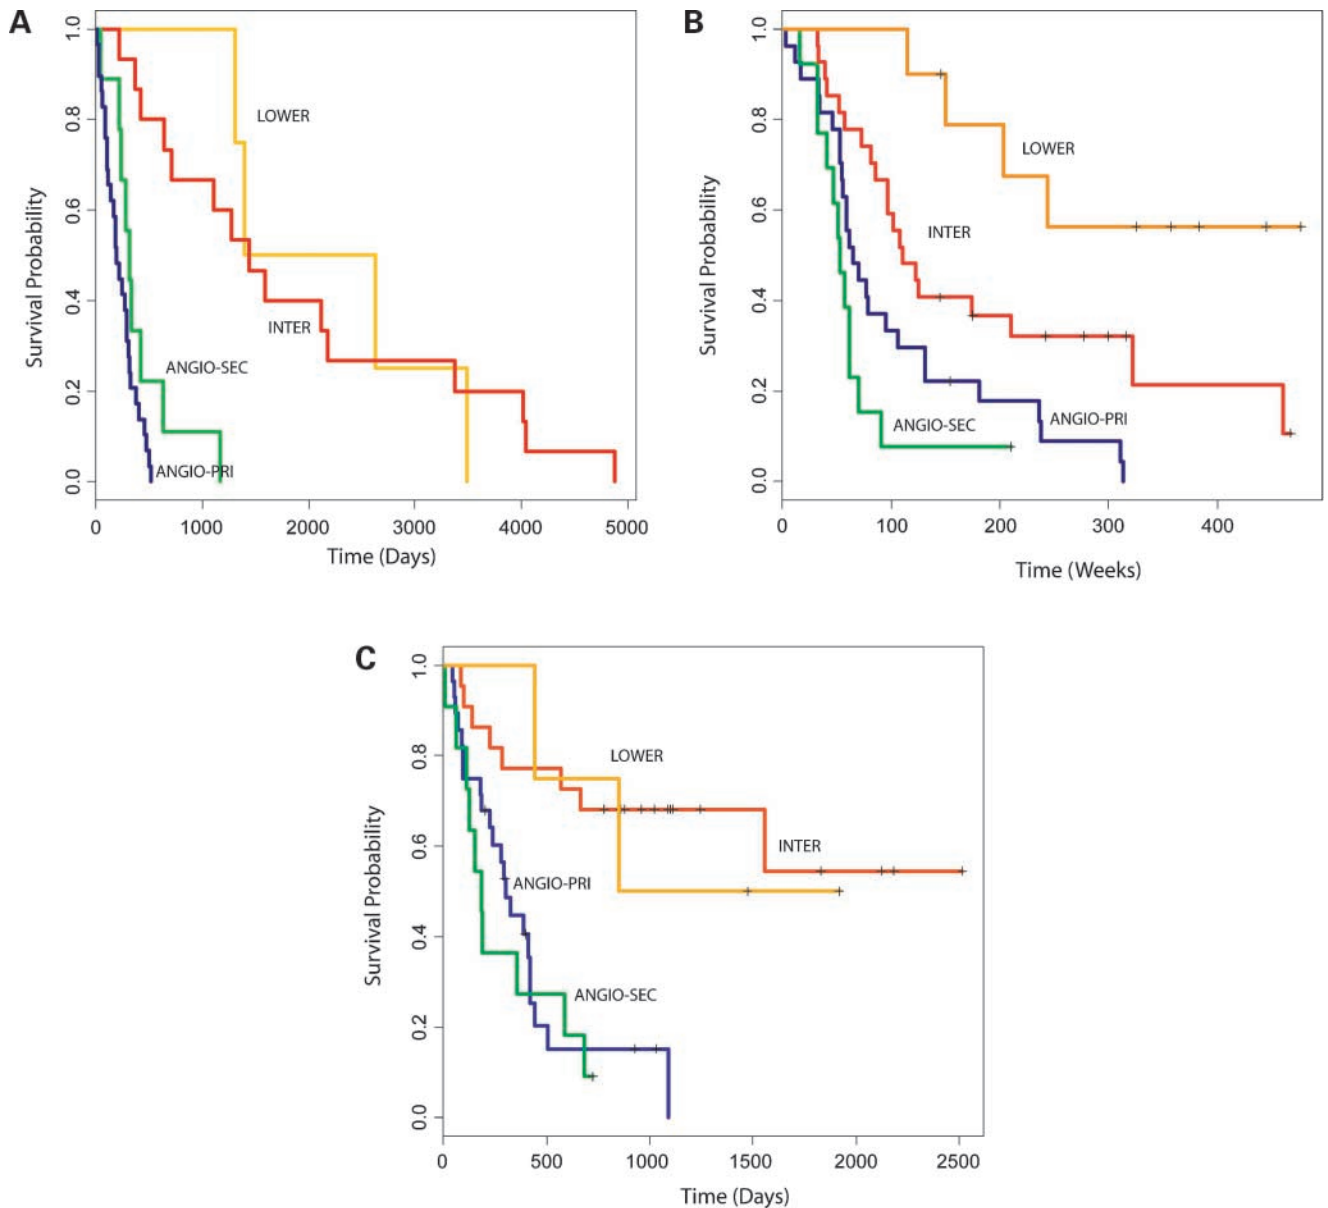 A
Survival Probability
1.0
0.8
0.6
0.4
0.2
0.0
LOWER
INTER
ANGIO-SEC
ANGIO-PRI
0 1000 2000 3000 4000 5000
Time (Days)
B
Survival Probability
1.0
0.8
0.6
0.4
0.2
0.0
LOWER
INTER
ANGIO-SEC
ANGIO-PRI
0 100 200 300 400
Time (Weeks)
C
Survival Probability
1.0
0.8
0.6
0.4
0.2
0.0
LOWER
INTER
ANGIO-PRI
ANGIO-SEC
0 500 1000 1500 2000 2500
Time (Days)